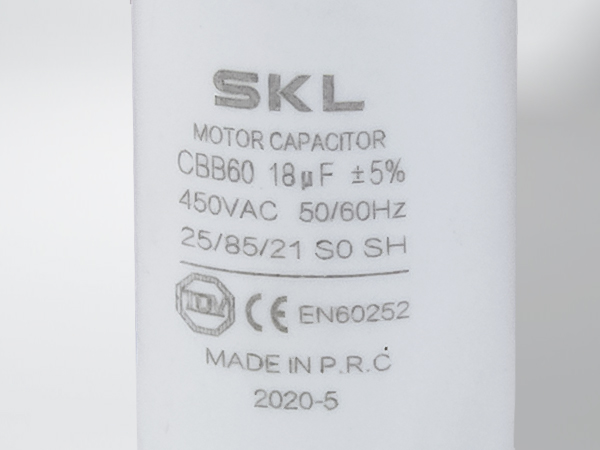 SKL
MOTOR CAPACITOR
CBB60 18µF ±5%
450VAC 50/60Hz
25/85/21 S0 SH
TÜV CE EN60252
MADE IN P.R.C
2020-5